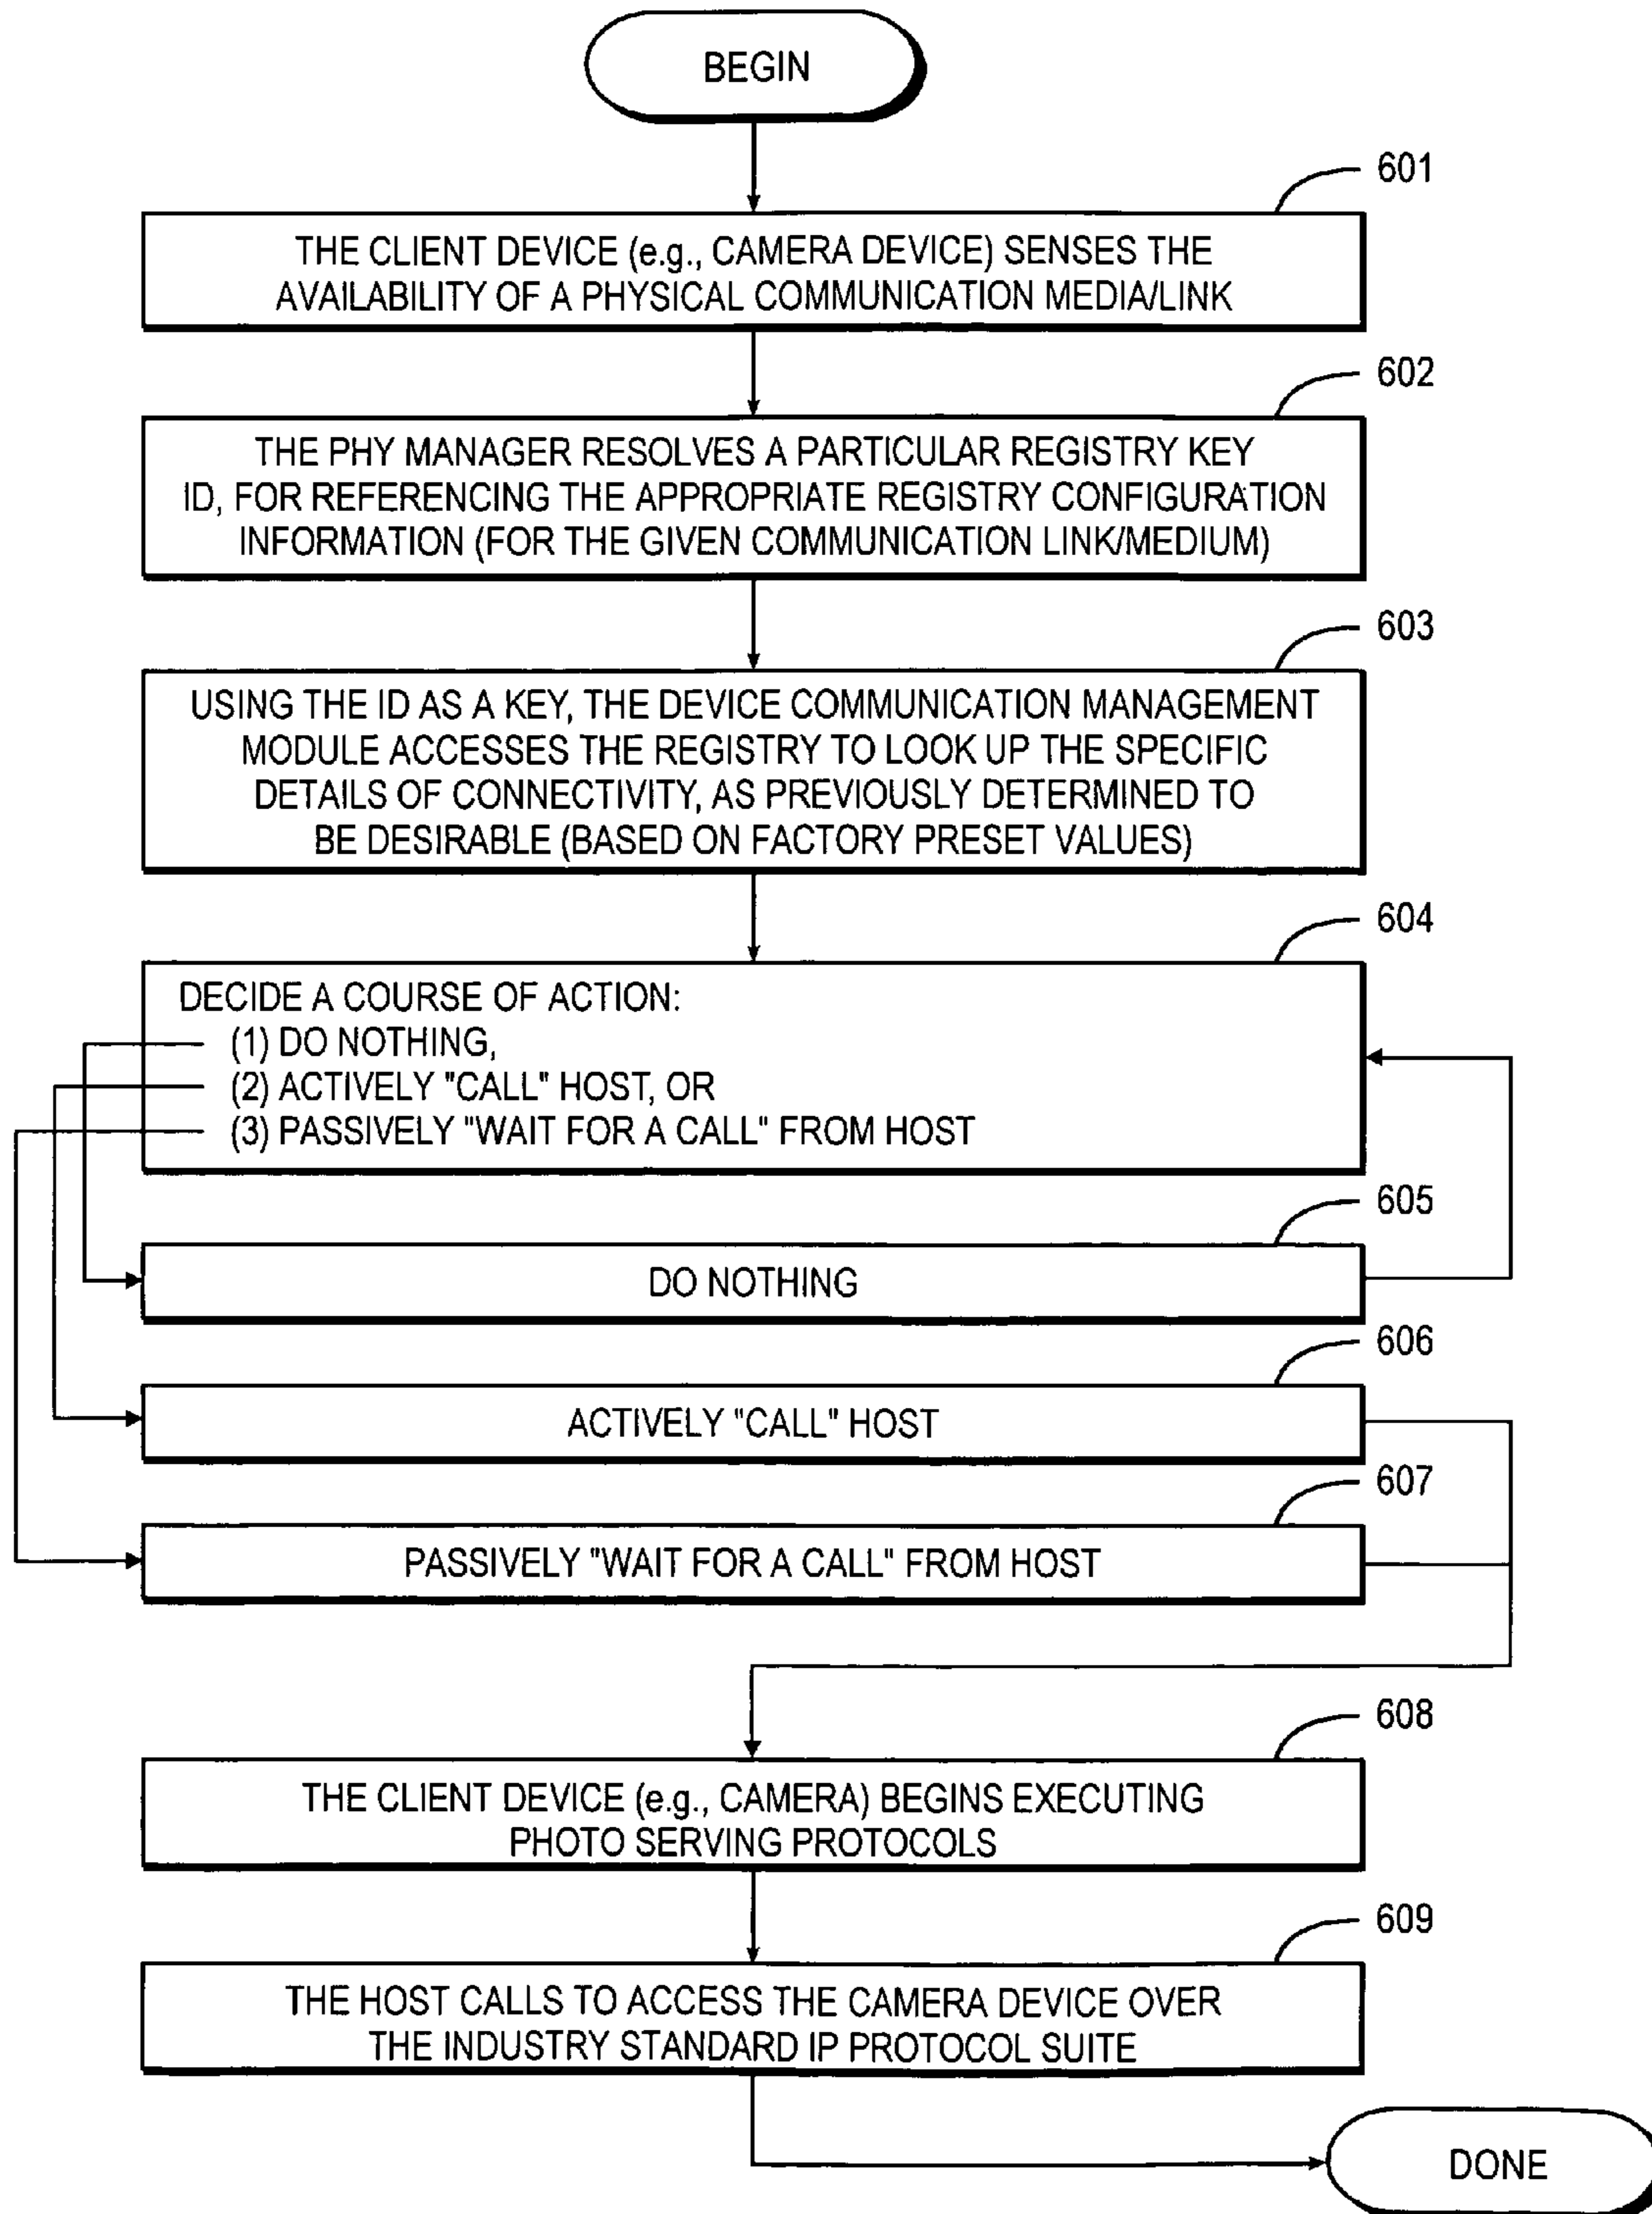 BEGIN
601
THE CLIENT DEVICE (e.g., CAMERA DEVICE) SENSES THE
AVAILABILITY OF A PHYSICAL COMMUNICATION MEDIA/LINK
602
THE PHY MANAGER RESOLVES A PARTICULAR REGISTRY KEY
ID, FOR REFERENCING THE APPROPRIATE REGISTRY CONFIGURATION
INFORMATION (FOR THE GIVEN COMMUNICATION LINK/MEDIUM)
603
USING THE ID AS A KEY, THE DEVICE COMMUNICATION MANAGEMENT
MODULE ACCESSES THE REGISTRY TO LOOK UP THE SPECIFIC
DETAILS OF CONNECTIVITY, AS PREVIOUSLY DETERMINED TO
BE DESIRABLE (BASED ON FACTORY PRESET VALUES)
604
DECIDE A COURSE OF ACTION:
(1) DO NOTHING,
(2) ACTIVELY "CALL" HOST, OR
(3) PASSIVELY "WAIT FOR A CALL" FROM HOST
605
DO NOTHING
606
ACTIVELY "CALL" HOST
607
PASSIVELY "WAIT FOR A CALL" FROM HOST
608
THE CLIENT DEVICE (e.g., CAMERA) BEGINS EXECUTING
PHOTO SERVING PROTOCOLS
609
THE HOST CALLS TO ACCESS THE CAMERA DEVICE OVER
THE INDUSTRY STANDARD IP PROTOCOL SUITE
DONE